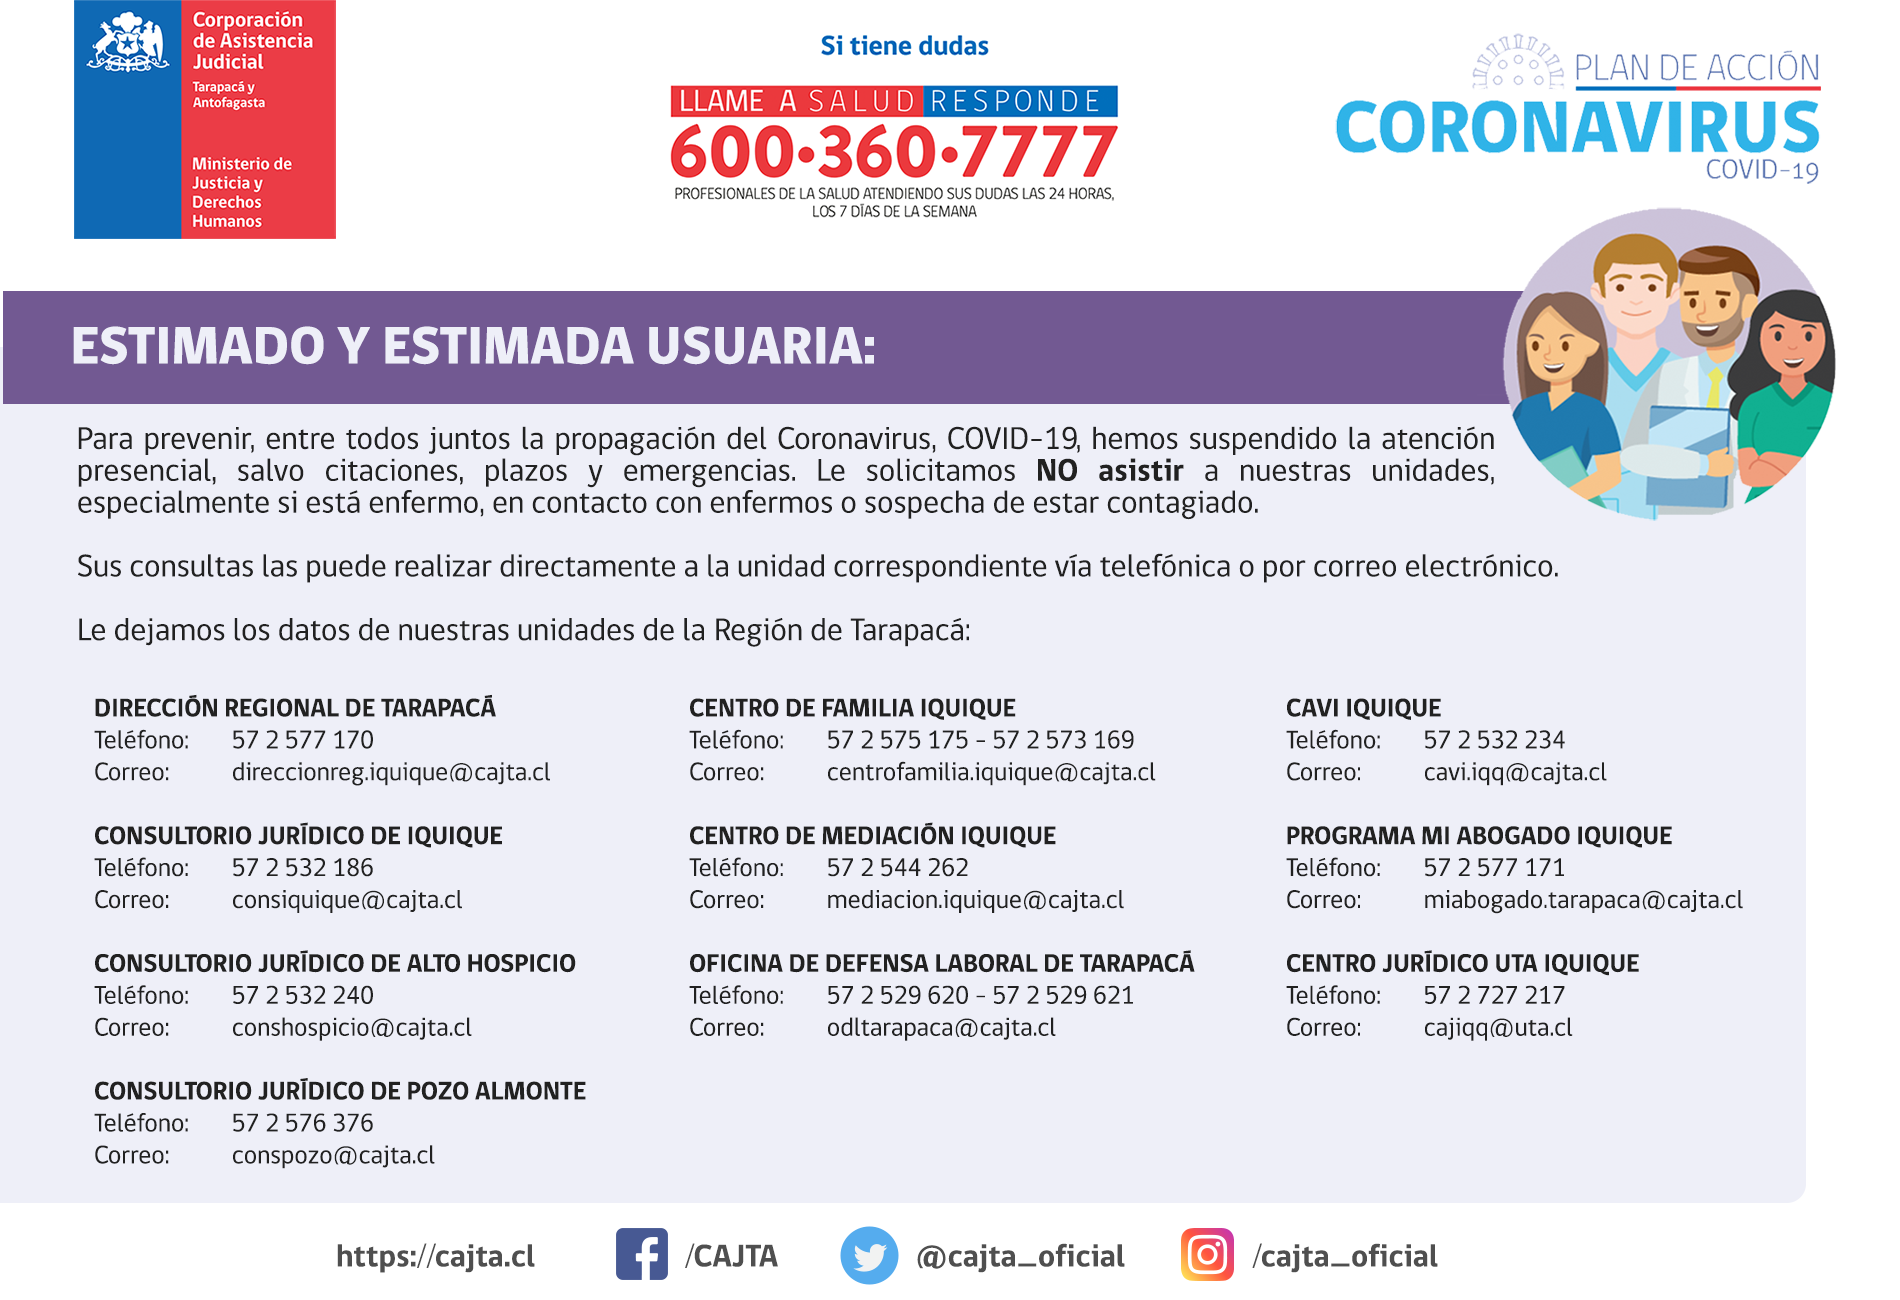 Corporación
de Asistencia
Judicial
Tarapacá y
Antofagasta
Ministerio de
Justicia y
Derechos
Humanos
Si tiene dudas
LLAME A SALUD RESPONDE
600·360·7777
PROFESIONALES DE LA SALUD ATENDIENDO SUS DUDAS LAS 24 HORAS,
LOS 7 DÍAS DE LA SEMANA
PLAN DE ACCIÓN
CORONAVIRUS
COVID-19
ESTIMADO Y ESTIMADA USUARIA:
Para prevenir, entre todos juntos la propagación del Coronavirus, COVID-19, hemos suspendido la atención
presencial, salvo citaciones, plazos y emergencias. Le solicitamos NO asistir a nuestras unidades,
especialmente si está enfermo, en contacto con enfermos o sospecha de estar contagiado.
Sus consultas las puede realizar directamente a la unidad correspondiente vía telefónica o por correo electrónico.
Le dejamos los datos de nuestras unidades de la Región de Tarapacá:
DIRECCIÓN REGIONAL DE TARAPACÁ
Teléfono: 57 2 577 170
Correo: direccionreg.iquique@cajta.cl
CONSULTORIO JURÍDICO DE IQUIQUE
Teléfono: 57 2 532 186
Correo: consiquique@cajta.cl
CONSULTORIO JURÍDICO DE ALTO HOSPICIO
Teléfono: 57 2 532 240
Correo: conshospicio@cajta.cl
CONSULTORIO JURÍDICO DE POZO ALMONTE
Teléfono: 57 2 576 376
Correo: conspozo@cajta.cl
CENTRO DE FAMILIA IQUIQUE
Teléfono: 57 2 575 175 - 57 2 573 169
Correo: centrofamilia.iquique@cajta.cl
CENTRO DE MEDIACIÓN IQUIQUE
Teléfono: 57 2 544 262
Correo: mediacion.iquique@cajta.cl
OFICINA DE DEFENSA LABORAL DE TARAPACÁ
Teléfono: 57 2 529 620 - 57 2 529 621
Correo: odltarapaca@cajta.cl
CAVI IQUIQUE
Teléfono: 57 2 532 234
Correo: cavi.iqq@cajta.cl
PROGRAMA MI ABOGADO IQUIQUE
Teléfono: 57 2 577 171
Correo: miabogado.tarapaca@cajta.cl
CENTRO JURÍDICO UTA IQUIQUE
Teléfono: 57 2 727 217
Correo: cajiqq@uta.cl
https://cajta.cl /CAJTA @cajta_oficial /cajta_oficial